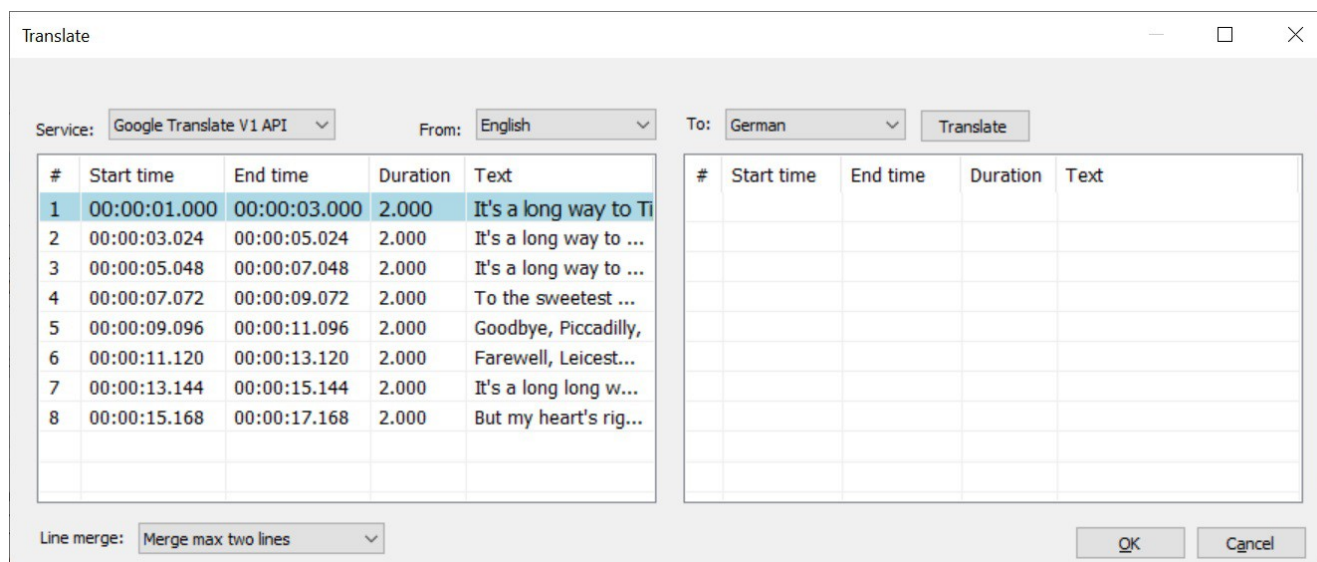 Translate
Service: Google Translate V1 API From: English To: German Translate
# Start time End time Duration Text # Start time End time Duration Text
1 00:00:01.000 00:00:03.000 2.000 It's a long way to Ti
2 00:00:03.024 00:00:05.024 2.000 It's a long way to ...
3 00:00:05.048 00:00:07.048 2.000 It's a long way to ...
4 00:00:07.072 00:00:09.072 2.000 To the sweetest ...
5 00:00:09.096 00:00:11.096 2.000 Goodbye, Piccadilly,
6 00:00:11.120 00:00:13.120 2.000 Farewell, Leicest...
7 00:00:13.144 00:00:15.144 2.000 It's a long long w...
8 00:00:15.168 00:00:17.168 2.000 But my heart's rig...
Line merge: Merge max two lines OK Cancel